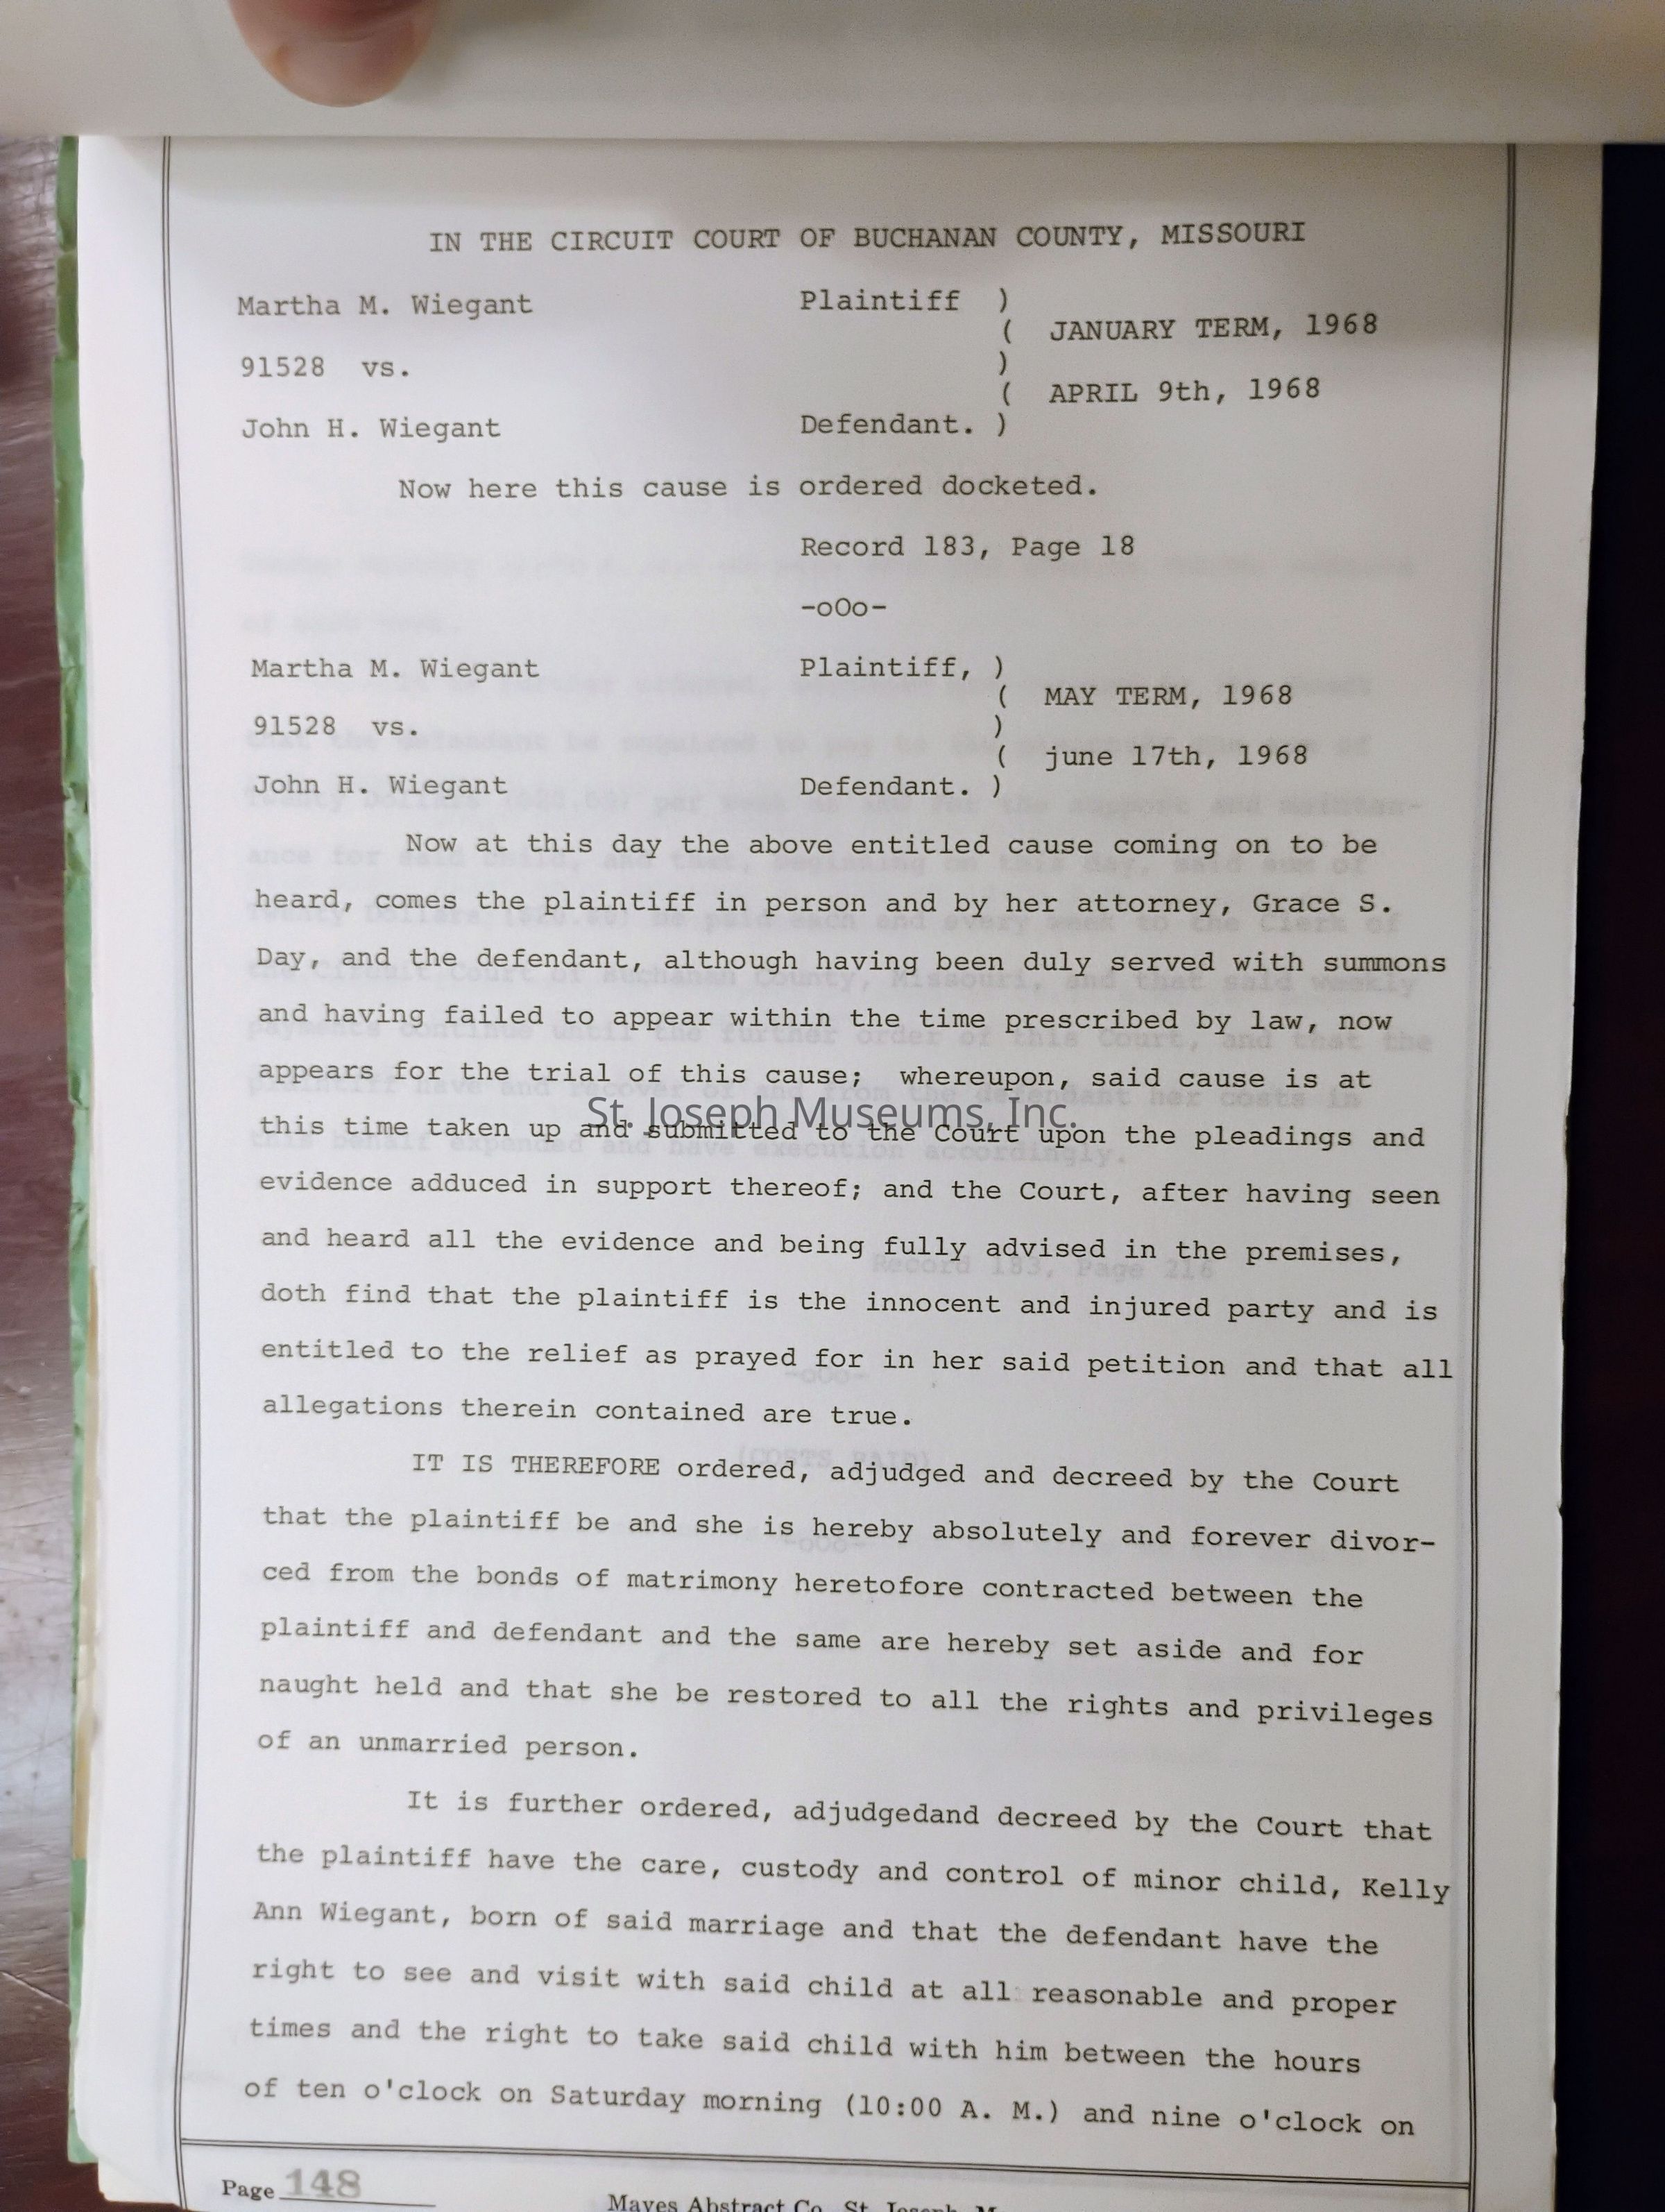 IN THE CIRCUIT COURT OF BUCHANAN COUNTY, MISSOURI
Martha M. Wiegant Plaintiff )
( JANUARY TERM, 1968
91528 vs. )
( APRIL 9th, 1968
John H. Wiegant Defendant. )
Now here this cause is ordered docketed.
Record 183, Page 18
-oOo-
Martha M. Wiegant Plaintiff, )
( MAY TERM, 1968
91528 vs. )
( june 17th, 1968
John H. Wiegant Defendant. )
Now at this day the above entitled cause coming on to be
heard, comes the plaintiff in person and by her attorney, Grace S.
Day, and the defendant, although having been duly served with summons
and having failed to appear within the time prescribed by law, now
appears for the trial of this cause; whereupon, said cause is at
St. Joseph Museums, Inc.
this time taken up and submitted to the Court upon the pleadings and
evidence adduced in support thereof; and the Court, after having seen
and heard all the evidence and being fully advised in the premises,
doth find that the plaintiff is the innocent and injured party and is
entitled to the relief as prayed for in her said petition and that all
allegations therein contained are true.
IT IS THEREFORE ordered, adjudged and decreed by the Court
that the plaintiff be and she is hereby absolutely and forever divor-
ced from the bonds of matrimony heretofore contracted between the
plaintiff and defendant and the same are hereby set aside and for
naught held and that she be restored to all the rights and privileges
of an unmarried person.
It is further ordered, adjudgedand decreed by the Court that
the plaintiff have the care, custody and control of minor child, Kelly
Ann Wiegant, born of said marriage and that the defendant have the
right to see and visit with said child at all reasonable and proper
times and the right to take said child with him between the hours
of ten o'clock on Saturday morning (10:00 A. M.) and nine o'clock on
Page 148
Mayes Abstract Co. St. Joseph, M